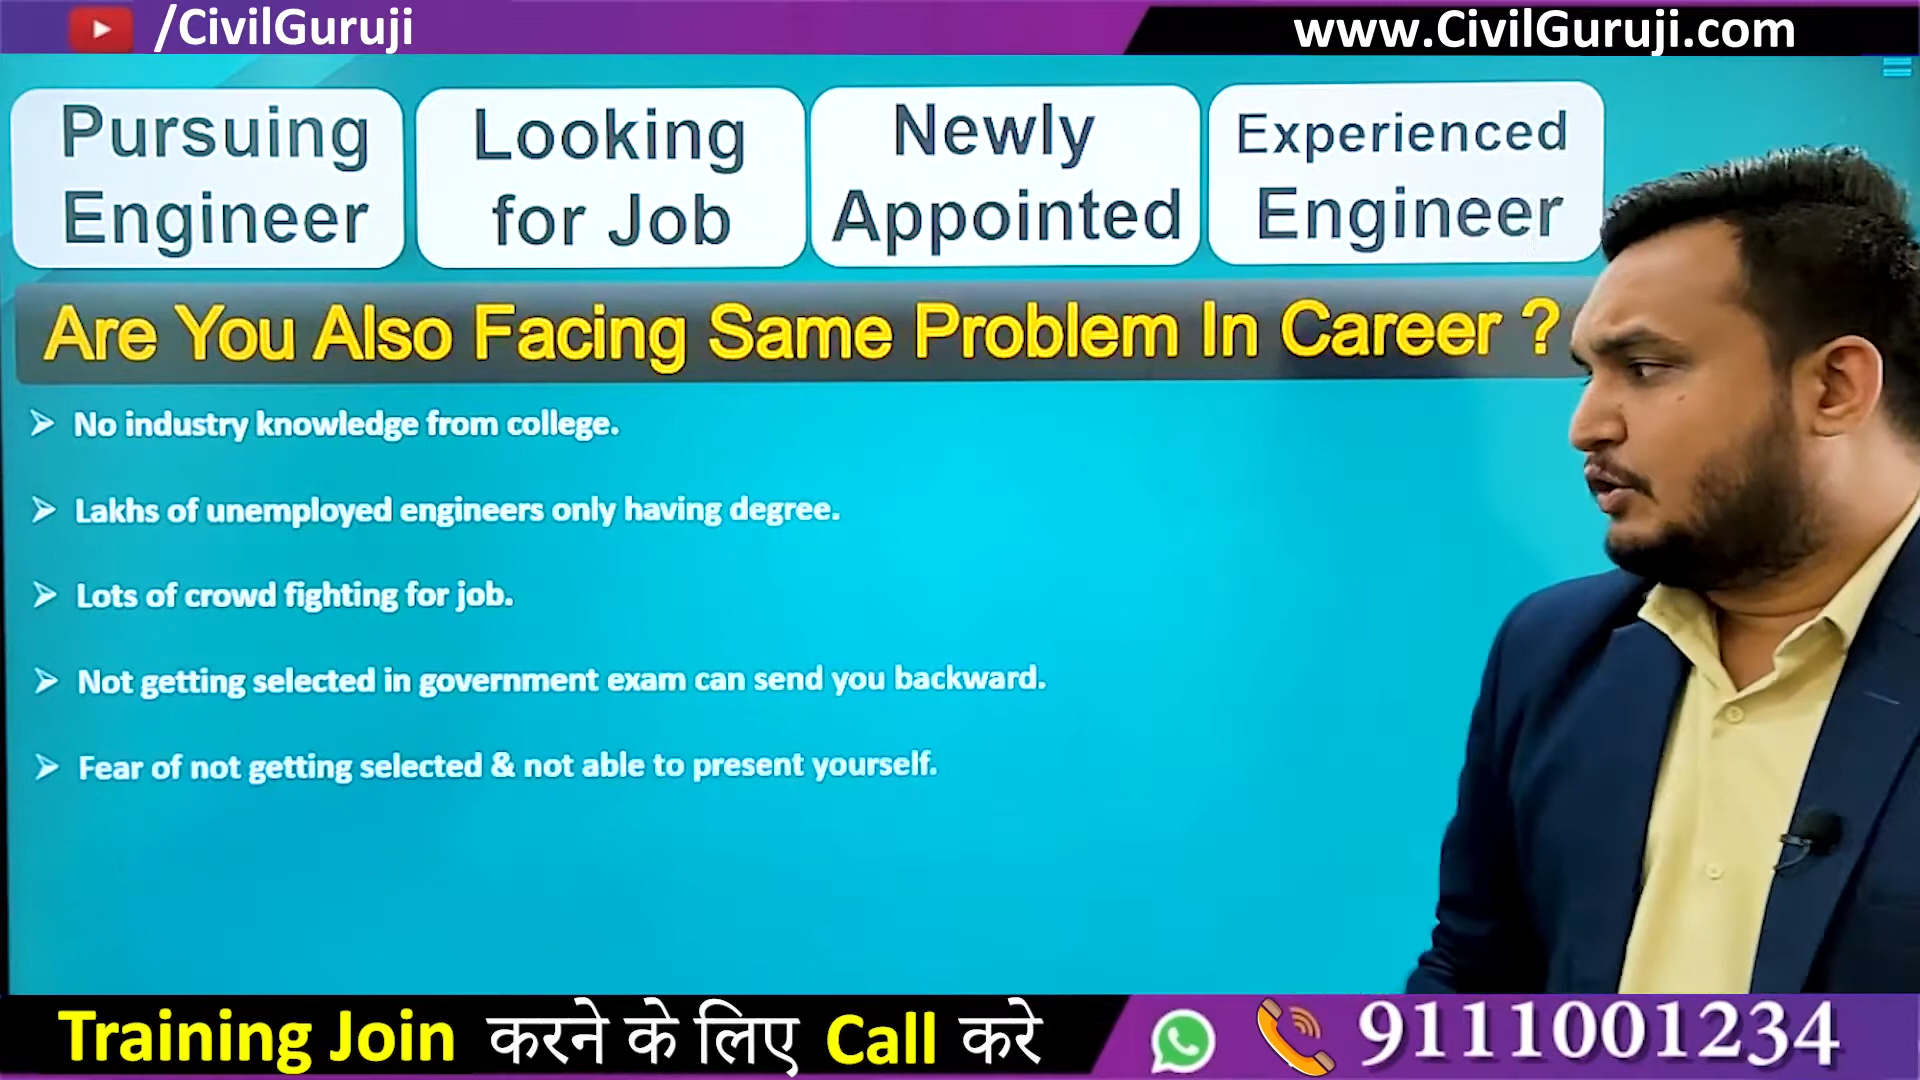 /CivilGuruji
www.CivilGuruji.com
Pursuing
Engineer
Looking
for Job
Newly
Appointed
Experienced
Engineer
Are You Also Facing Same Problem In Career ?
➢ No industry knowledge from college.
➢ Lakhs of unemployed engineers only having degree.
➢ Lots of crowd fighting for job.
➢ Not getting selected in government exam can send you backward.
➢ Fear of not getting selected & not able to present yourself.
Training Join करने के लिए Call करे
9111001234